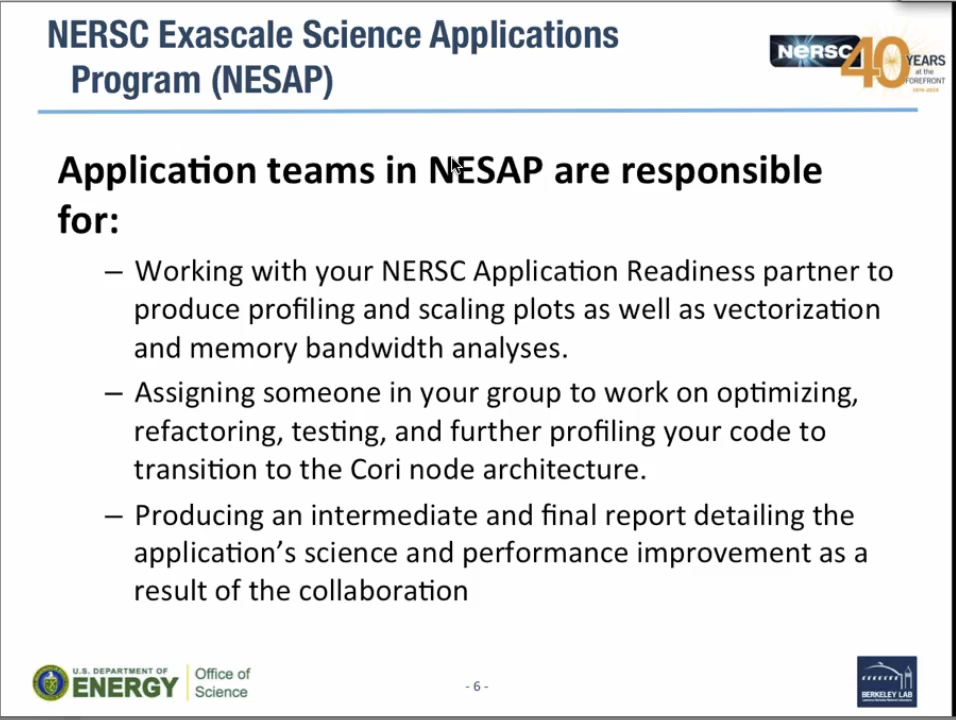 NERSC Exascale Science Applications
Program (NESAP)
NERSC 40 YEARS
at the
FOREFRONT
1974-2014
Application teams in NESAP are responsible
for:
– Working with your NERSC Application Readiness partner to
produce profiling and scaling plots as well as vectorization
and memory bandwidth analyses.
– Assigning someone in your group to work on optimizing,
refactoring, testing, and further profiling your code to
transition to the Cori node architecture.
– Producing an intermediate and final report detailing the
application's science and performance improvement as a
result of the collaboration
U.S. DEPARTMENT OF
ENERGY
Office of
Science
- 6 -
BERKELEY LAB